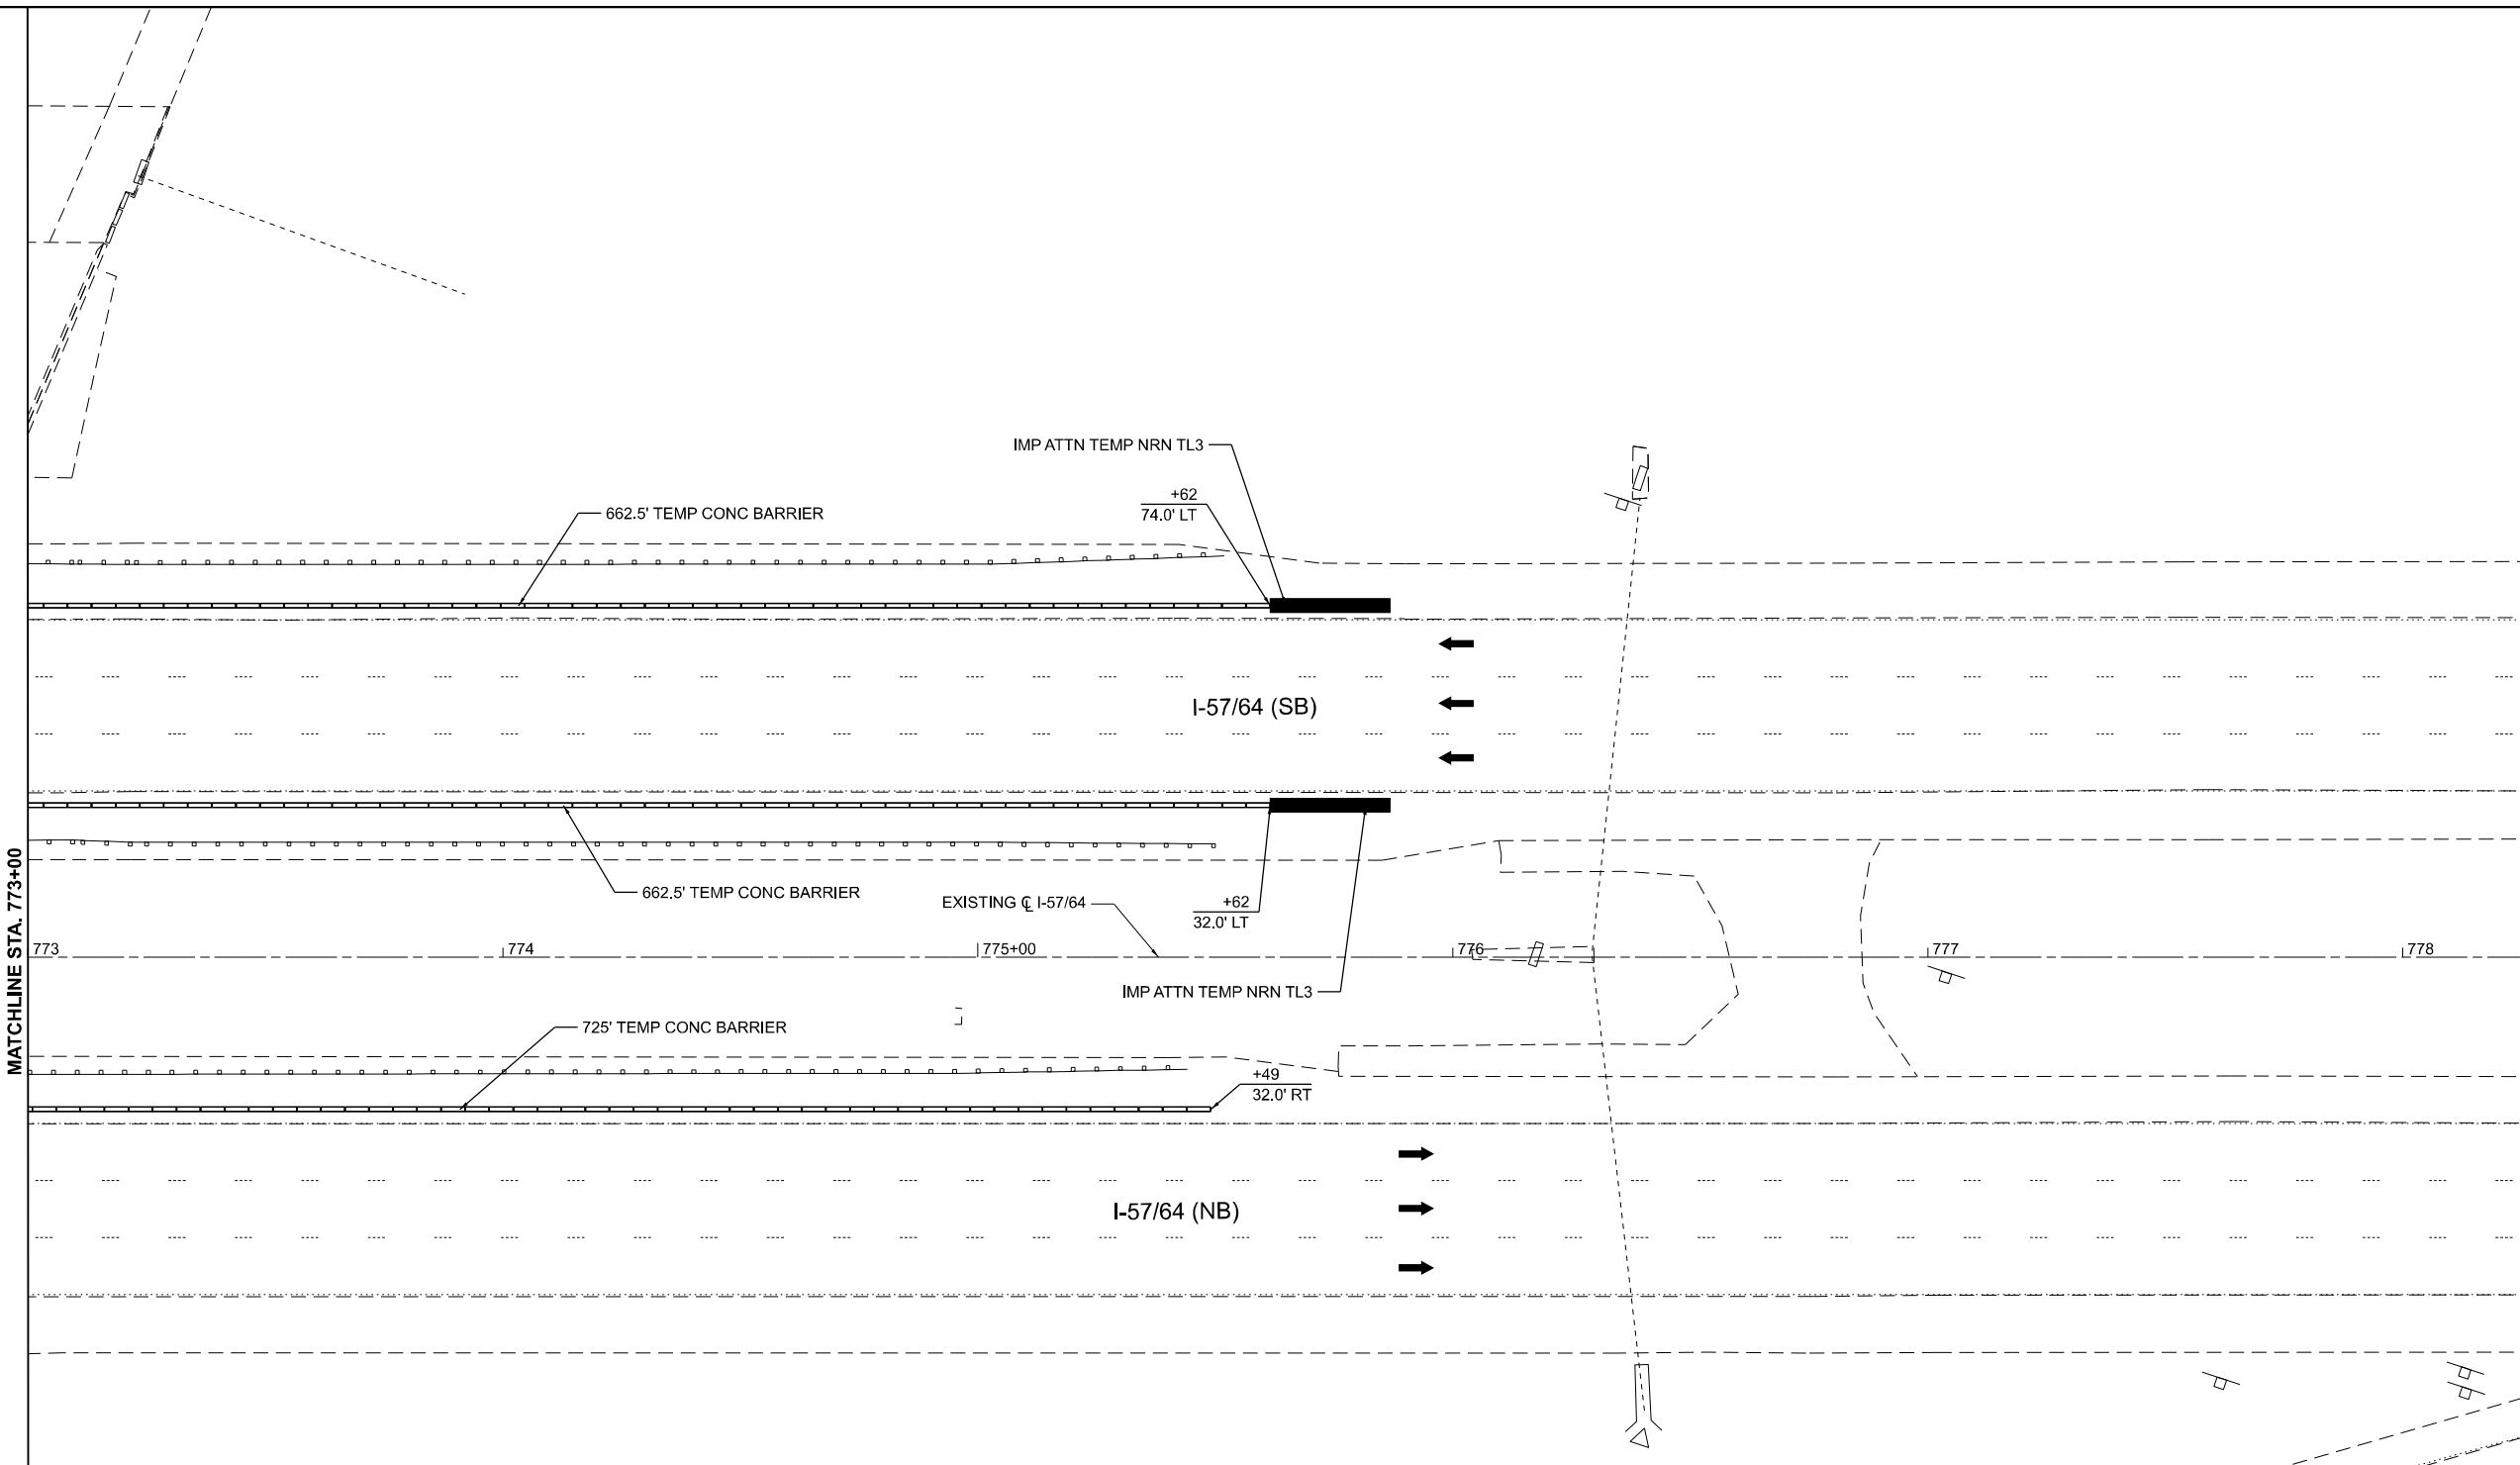 IMP ATTN TEMP NRN TL3
+62
74.0' LT
662.5' TEMP CONC BARRIER
I-57/64 (SB)
MATCHLINE STA. 773+00
662.5' TEMP CONC BARRIER
EXISTING ℄ I-57/64
+62
32.0' LT
773
774
775+00
776
777
778
IMP ATTN TEMP NRN TL3
725' TEMP CONC BARRIER
+49
32.0' RT
I-57/64 (NB)